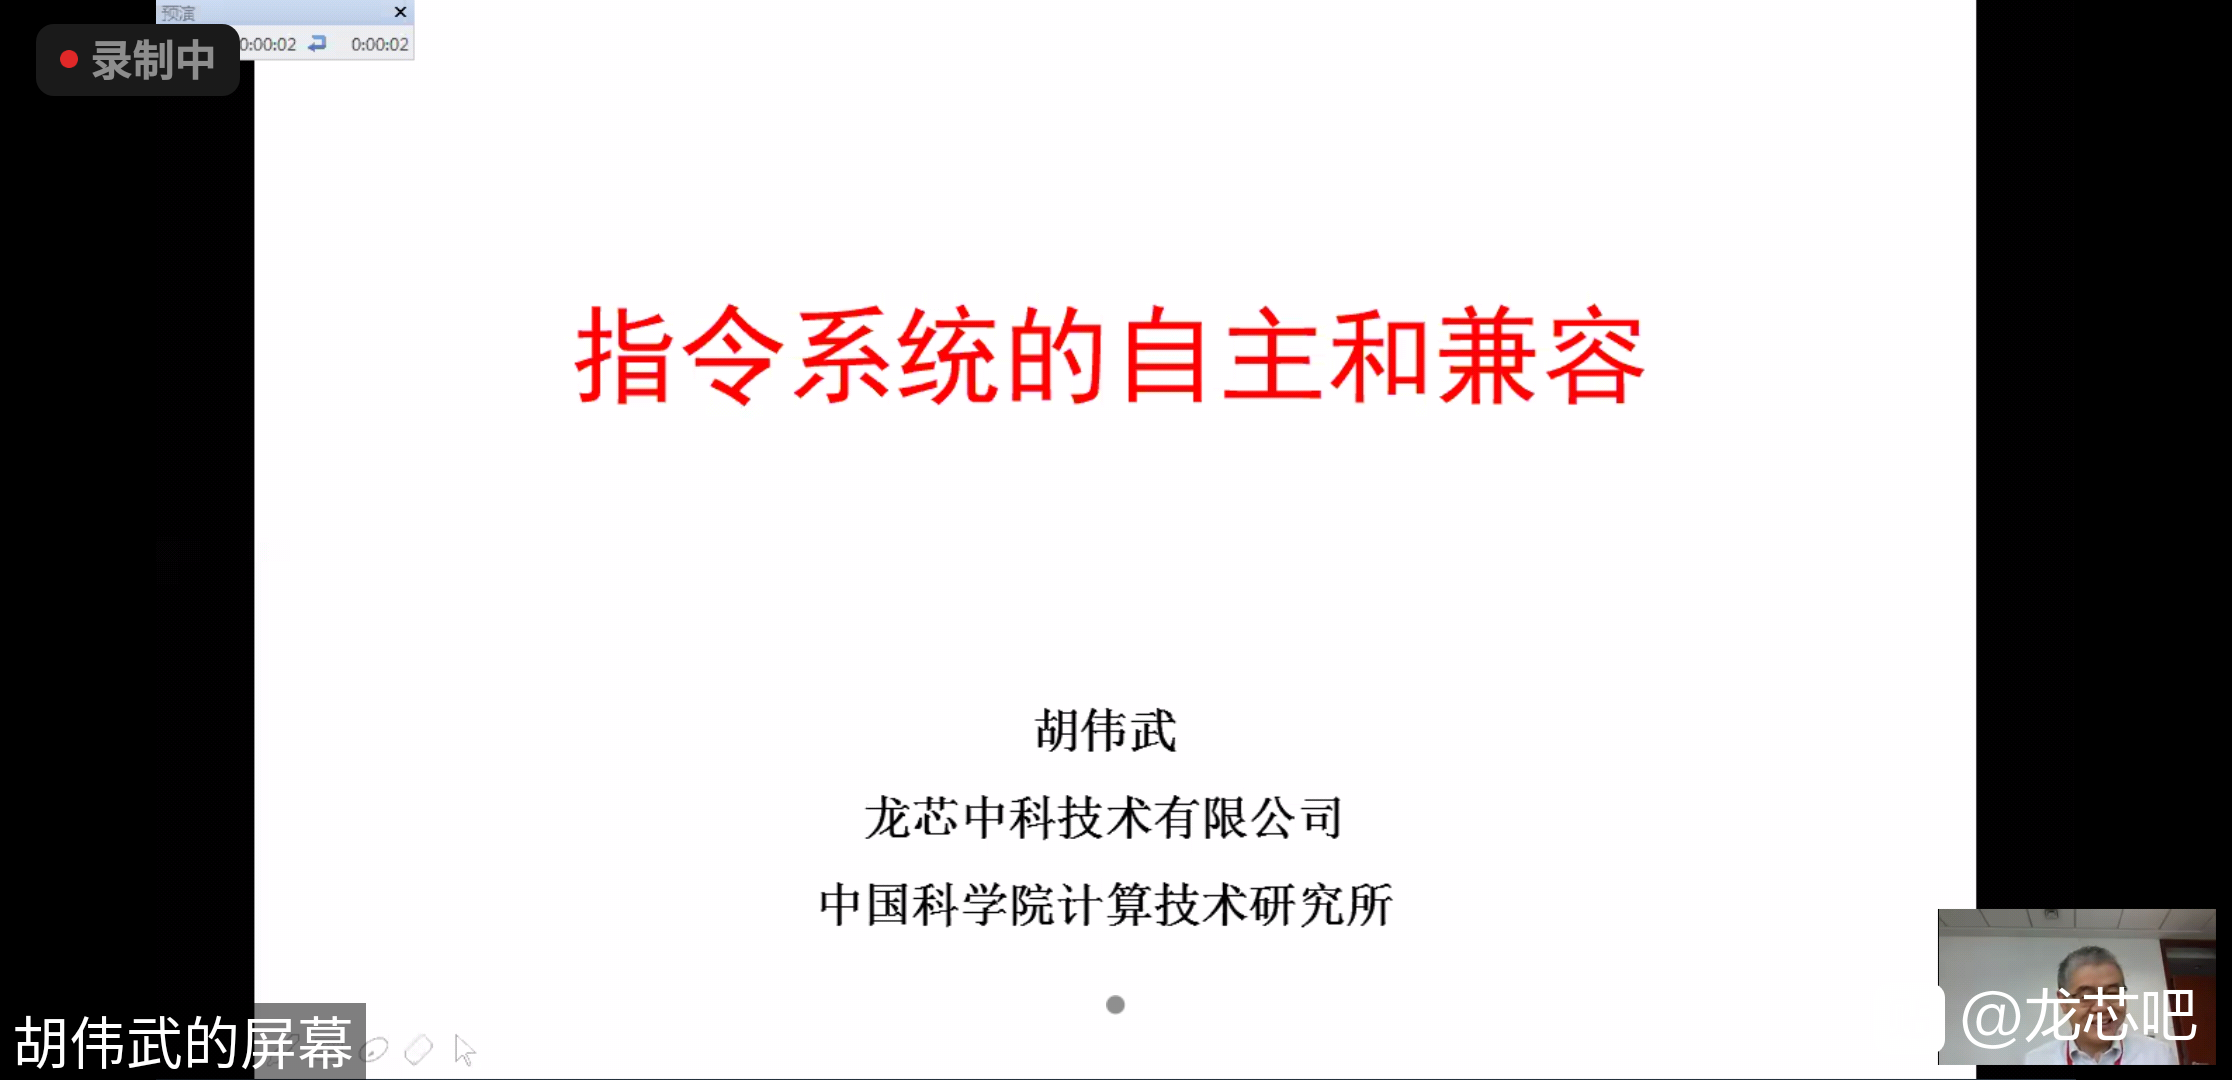 预演
录制中
0:00:02 0:00:02
指令系统的自主和兼容
胡伟武
龙芯中科技术有限公司
中国科学院计算技术研究所
胡伟武的屏幕
@龙芯吧